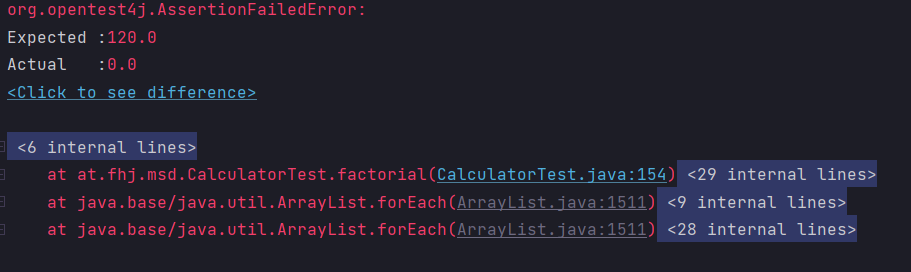 org.opentest4j.AssertionFailedError:
Expected :120.0
Actual   :0.0
<Click to see difference>
<6 internal lines>
at at.fhj.msd.CalculatorTest.factorial(CalculatorTest.java:154) <29 internal lines>
at java.base/java.util.ArrayList.forEach(ArrayList.java:1511) <9 internal lines>
at java.base/java.util.ArrayList.forEach(ArrayList.java:1511) <28 internal lines>